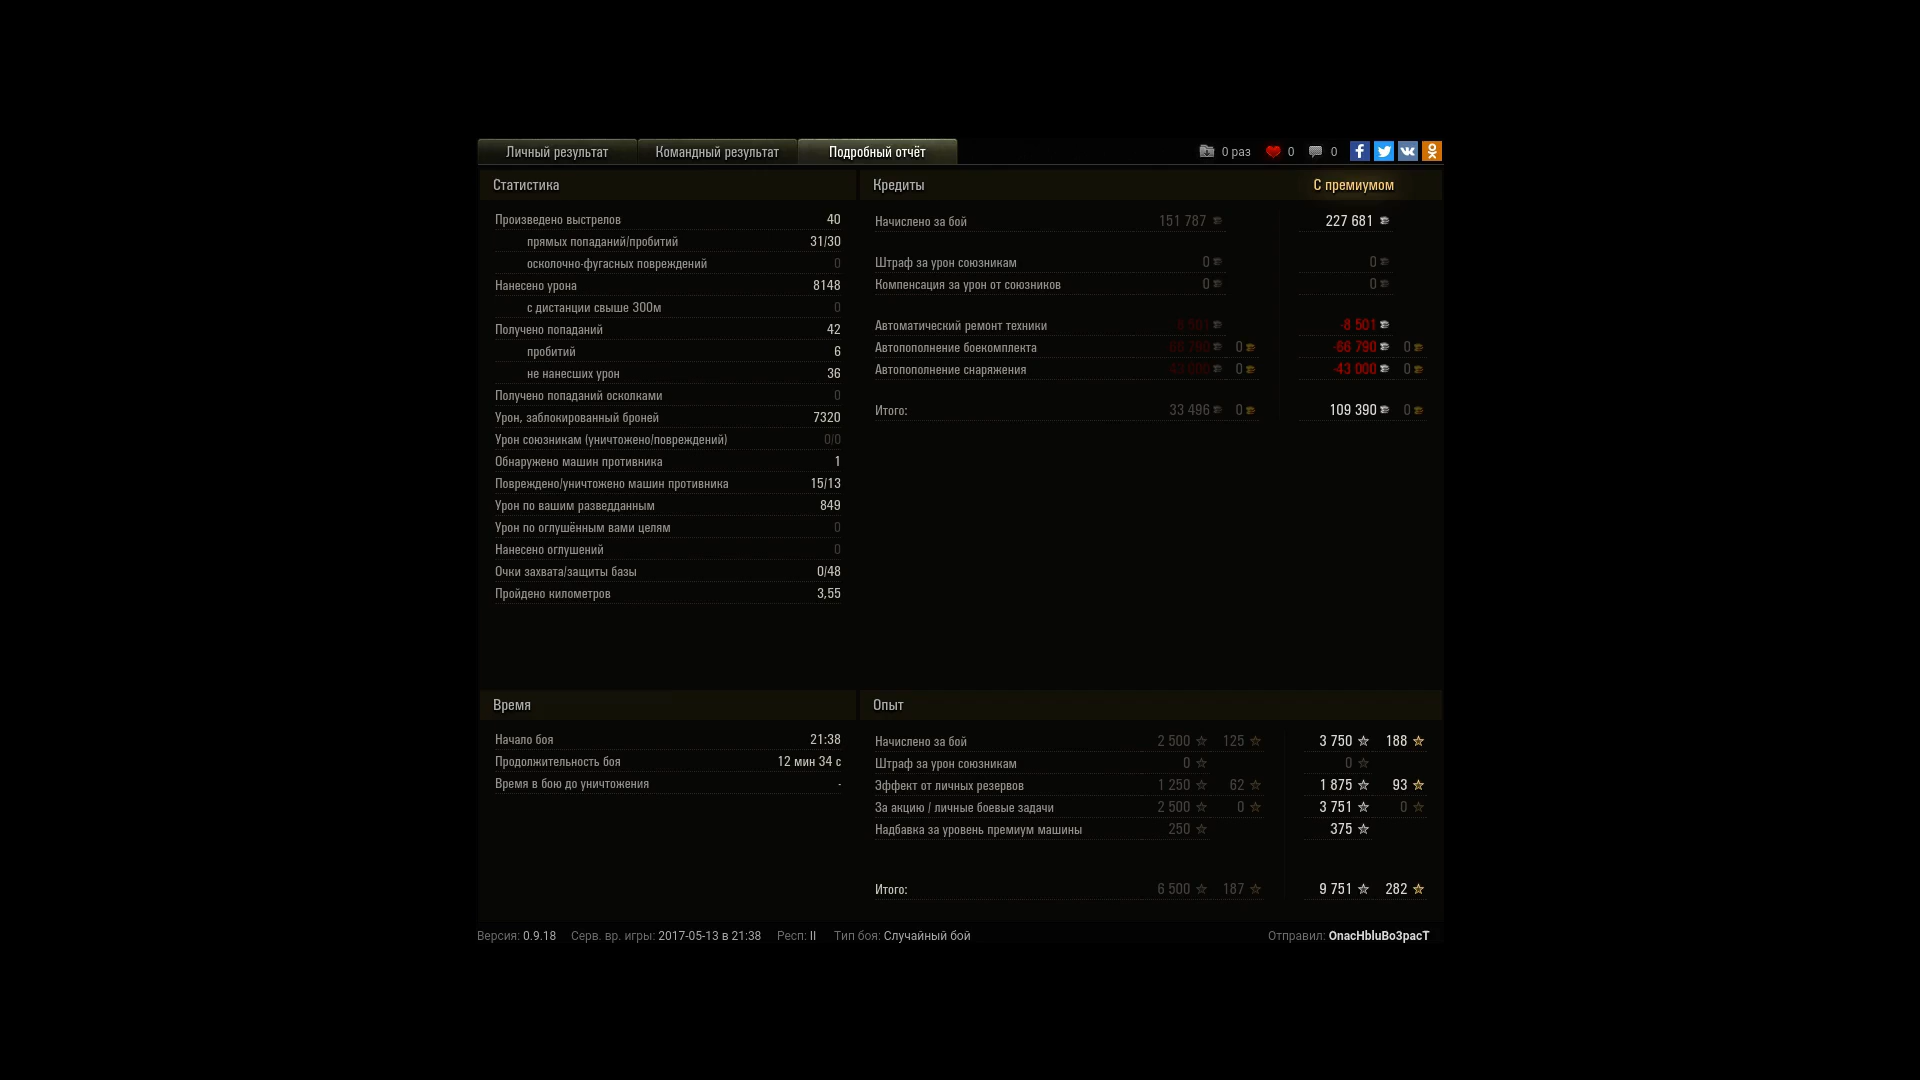 Личный результат Командный результат Подробный отчёт 0 раз 0 0
Статистика
Произведено выстрелов 40
прямых попаданий/пробитий 31/30
осколочно-фугасных повреждений 0
Нанесено урона 8148
с дистанции свыше 300м 0
Получено попаданий 42
пробитий 6
не нанесших урон 36
Получено попаданий осколками 0
Урон, заблокированный броней 7320
Урон союзникам (уничтожено/повреждений) 0/0
Обнаружено машин противника 1
Повреждено/уничтожено машин противника 15/13
Урон по вашим разведданным 849
Урон по оглушённым вами целям 0
Нанесено оглушений 0
Очки захвата/защиты базы 0/48
Пройдено километров 3,55
Кредиты С премиумом
Начислено за бой 151 787 227 681
Штраф за урон союзникам 0 0
Компенсация за урон от союзников 0 0
Автоматический ремонт техники -8 501 -8 501
Автопополнение боекомплекта -66 790 0 -66 790 0
Автопополнение снаряжения -43 000 0 -43 000 0
Итого: 33 496 0 109 390 0
Время
Начало боя 21:38
Продолжительность боя 12 мин 34 с
Время в бою до уничтожения -
Опыт
Начислено за бой 2 500 125 3 750 188
Штраф за урон союзникам 0 0
Эффект от личных резервов 1 250 62 1 875 93
За акцию / личные боевые задачи 2 500 0 3 751 0
Надбавка за уровень премиум машины 250 375
Итого: 6 500 187 9 751 282
Версия: 0.9.18 Серв. вр. игры: 2017-05-13 в 21:38 Респ: II Тип боя: Случайный бой Отправил: OnacHbluBo3pacT